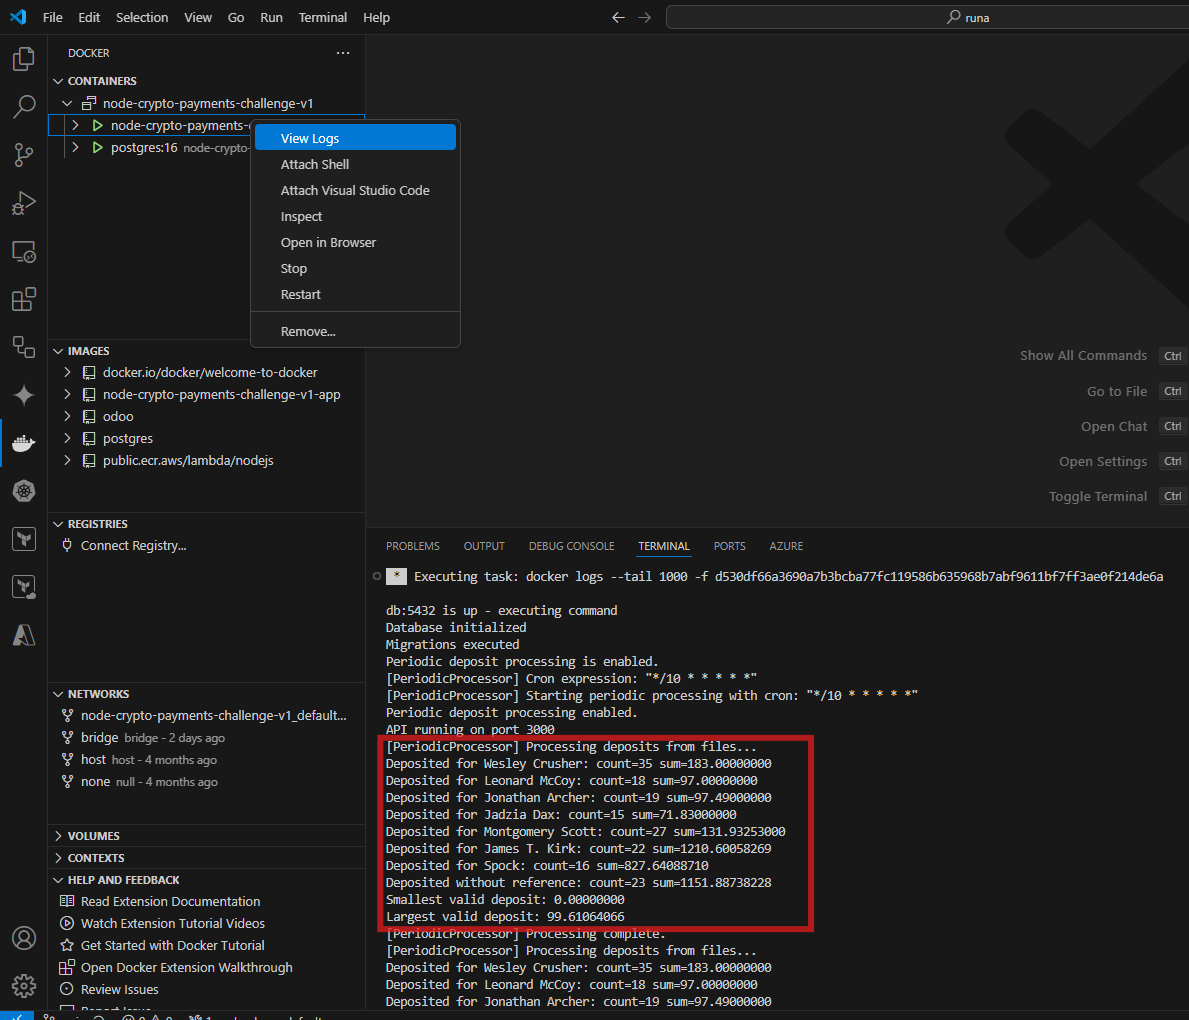 File Edit Selection View Go Run Terminal Help
runa
DOCKER
CONTAINERS
node-crypto-payments-challenge-v1
node-crypto-payments-
postgres:16 node-crypto-
View Logs
Attach Shell
Attach Visual Studio Code
Inspect
Open in Browser
Stop
Restart
Remove...
IMAGES
docker.io/docker/welcome-to-docker
node-crypto-payments-challenge-v1-app
odoo
postgres
public.ecr.aws/lambda/nodejs
REGISTRIES
Connect Registry...
NETWORKS
node-crypto-payments-challenge-v1_default...
bridge bridge - 2 days ago
host host - 4 months ago
none null - 4 months ago
VOLUMES
CONTEXTS
HELP AND FEEDBACK
Read Extension Documentation
Watch Extension Tutorial Videos
Get Started with Docker Tutorial
Open Docker Extension Walkthrough
Review Issues
Show All Commands Ctrl
Go to File Ctrl
Open Chat Ctrl
Open Settings Ctrl
Toggle Terminal Ctrl
PROBLEMS OUTPUT DEBUG CONSOLE TERMINAL PORTS AZURE
* Executing task: docker logs --tail 1000 -f d530df66a3690a7b3bcba77fc119586b635968b7abf9611bf7ff3ae0f214de6a
db:5432 is up - executing command
Database initialized
Migrations executed
Periodic deposit processing is enabled.
[PeriodicProcessor] Cron expression: "*/10 * * * * *"
[PeriodicProcessor] Starting periodic processing with cron: "*/10 * * * * *"
Periodic deposit processing enabled.
API running on port 3000
[PeriodicProcessor] Processing deposits from files...
Deposited for Wesley Crusher: count=35 sum=183.00000000
Deposited for Leonard McCoy: count=18 sum=97.00000000
Deposited for Jonathan Archer: count=19 sum=97.49000000
Deposited for Jadzia Dax: count=15 sum=71.83000000
Deposited for Montgomery Scott: count=27 sum=131.93253000
Deposited for James T. Kirk: count=22 sum=1210.60058269
Deposited for Spock: count=16 sum=827.64088710
Deposited without reference: count=23 sum=1151.88738228
Smallest valid deposit: 0.00000000
Largest valid deposit: 99.61064066
[PeriodicProcessor] Processing complete.
[PeriodicProcessor] Processing deposits from files...
Deposited for Wesley Crusher: count=35 sum=183.00000000
Deposited for Leonard McCoy: count=18 sum=97.00000000
Deposited for Jonathan Archer: count=19 sum=97.49000000